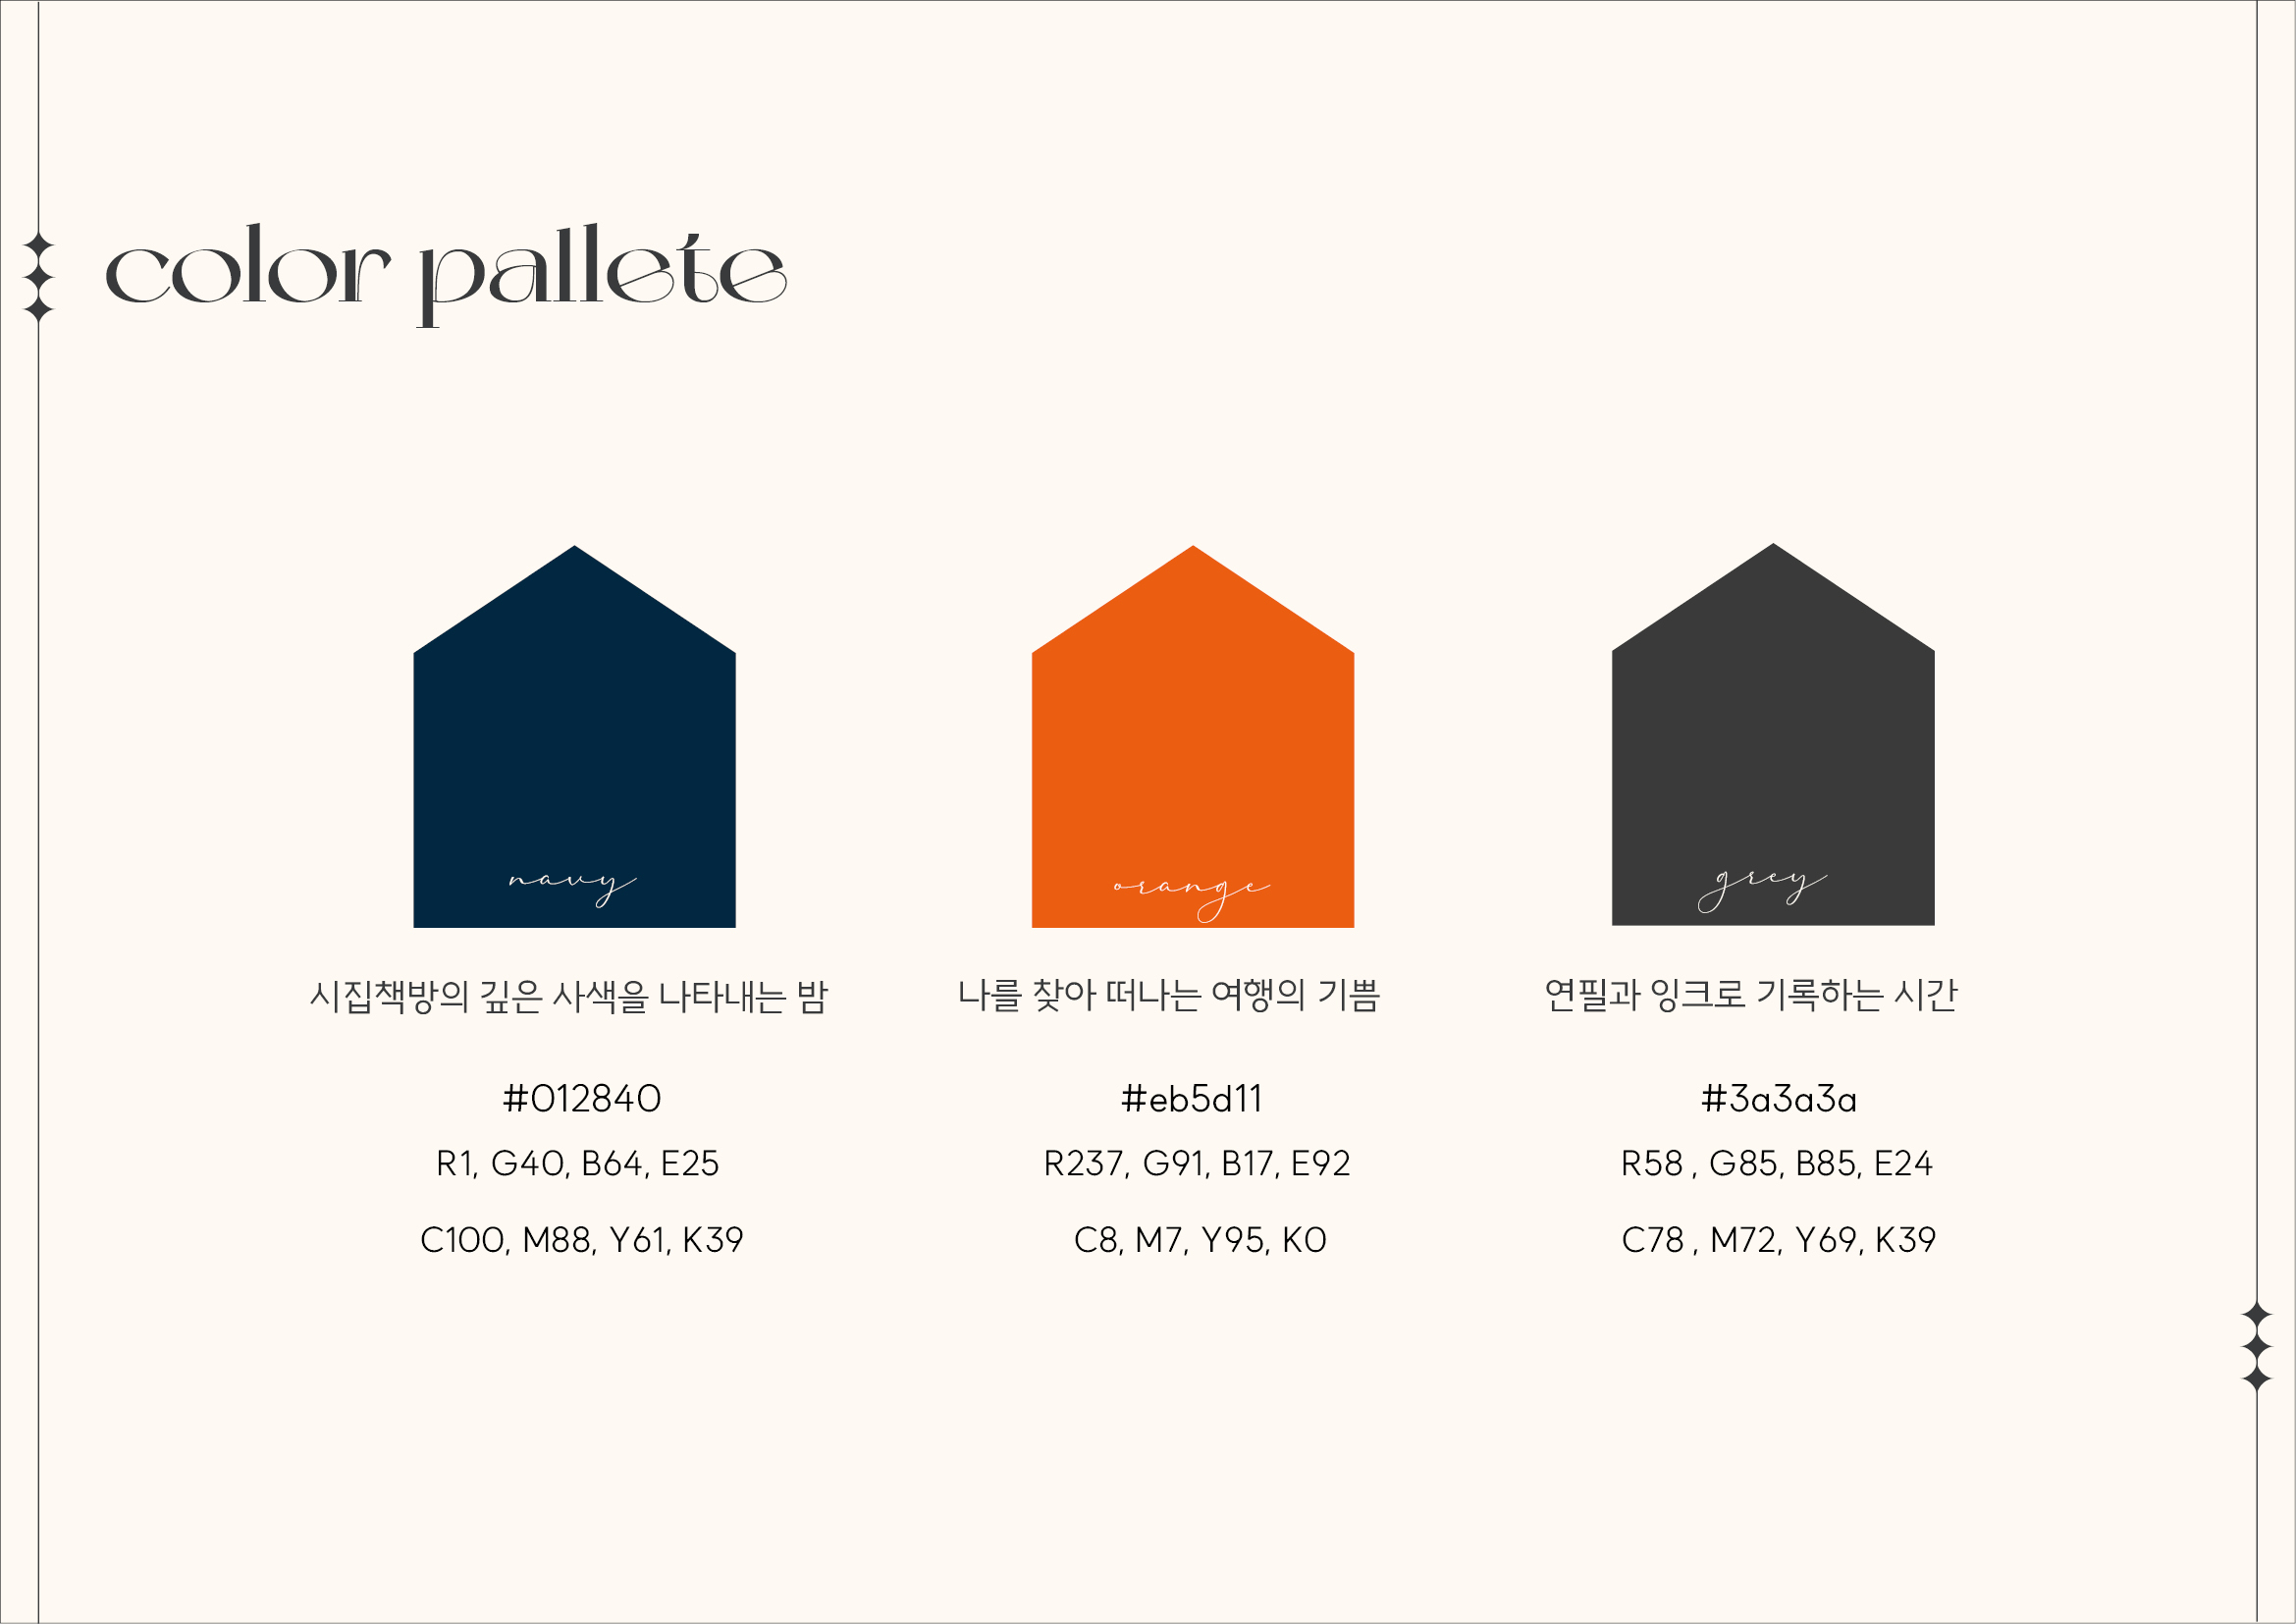 color pallete
navy
orange
grey
시집책방의 깊은 사색을 나타내는 밤
나를 찾아 떠나는 여행의 기쁨
연필과 잉크로 기록하는 시간
#012840
#eb5d11
#3a3a3a
R1, G40, B64, E25
R237, G91, B17, E92
R58 , G85, B85, E24
C100, M88, Y61, K39
C8, M7, Y95, K0
C78 , M72, Y69, K39